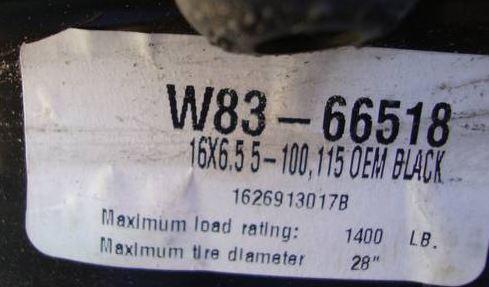 W83-66518
16X6.5 5-100,115 OEM BLACK
1626913017B
Maximum load rating: 1400 LB.
Maximum tire diameter 28"